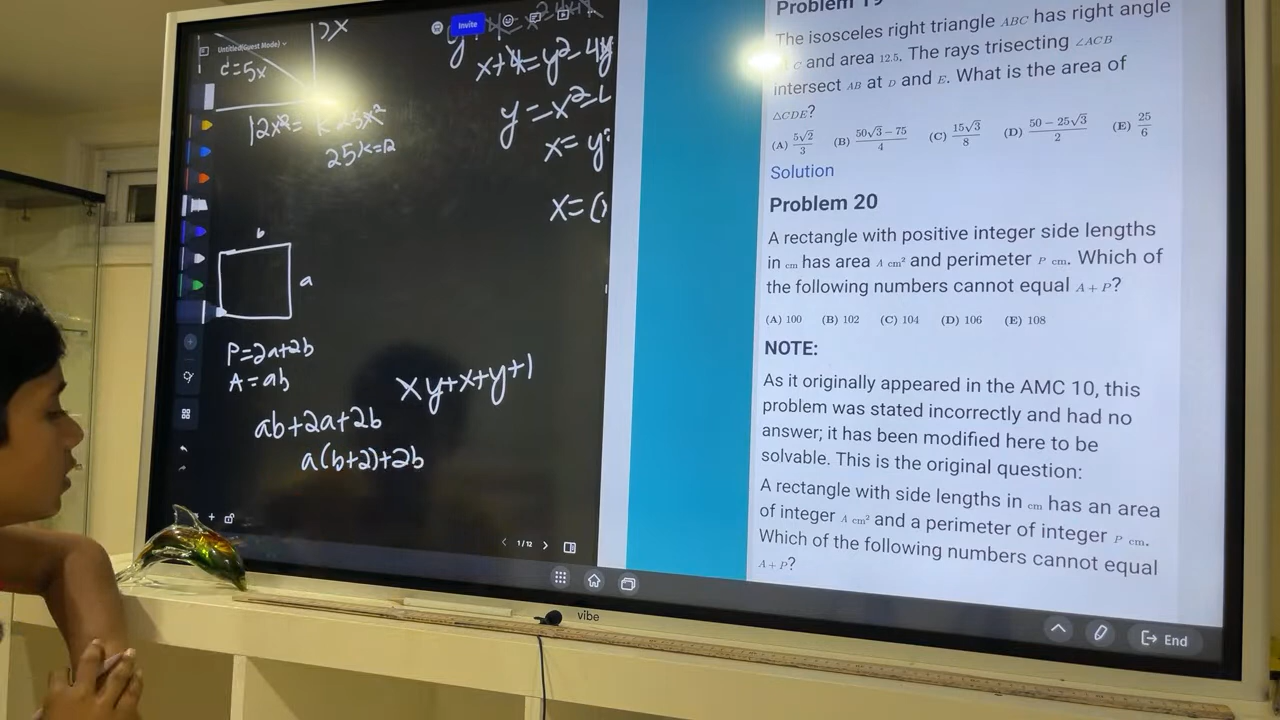 Untitled(Guest Mode)
Invite
d=5x
12x²= k 25x²
25k=12
x+4=y²-4y
y=-x²-4
x= y²
x=(
b
a
P=2a+2b
A=ab
ab+2a+2b
a(b+2)+2b
xy+x+y+1
1/12
Problem 19
The isosceles right triangle ABC has right angle
C and area 12.5. The rays trisecting ∠ACB
intersect AB at D and E. What is the area of
△CDE?
(A) 5√2/3 (B) 50√3−75/4 (C) 15√3/8 (D) 50−25√3/2 (E) 25/6
Solution
Problem 20
A rectangle with positive integer side lengths
in cm has area A cm² and perimeter P cm. Which of
the following numbers cannot equal A+P?
(A) 100 (B) 102 (C) 104 (D) 106 (E) 108
NOTE:
As it originally appeared in the AMC 10, this
problem was stated incorrectly and had no
answer; it has been modified here to be
solvable. This is the original question:
A rectangle with side lengths in cm has an area
of integer A cm² and a perimeter of integer P cm.
Which of the following numbers cannot equal
A+P?
End
vibe